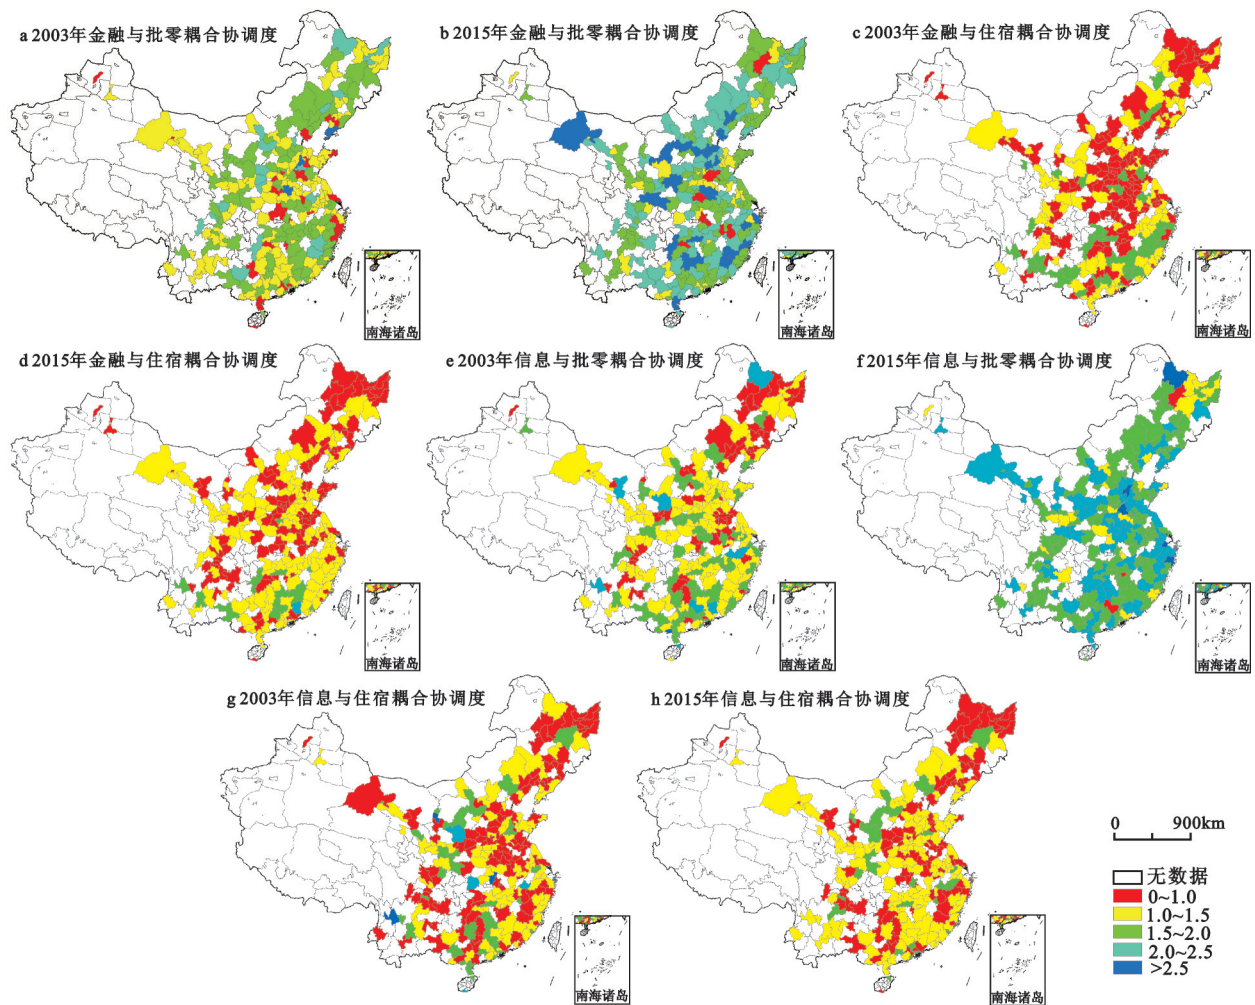 a 2003年金融与批零耦合协调度
b 2015年金融与批零耦合协调度
c 2003年金融与住宿耦合协调度
南海诸岛
南海诸岛
南海诸岛
d 2015年金融与住宿耦合协调度
e 2003年信息与批零耦合协调度
f 2015年信息与批零耦合协调度
南海诸岛
南海诸岛
南海诸岛
g 2003年信息与住宿耦合协调度
h 2015年信息与住宿耦合协调度
南海诸岛
南海诸岛
0 900km
无数据
0~1.0
1.0~1.5
1.5~2.0
2.0~2.5
>2.5